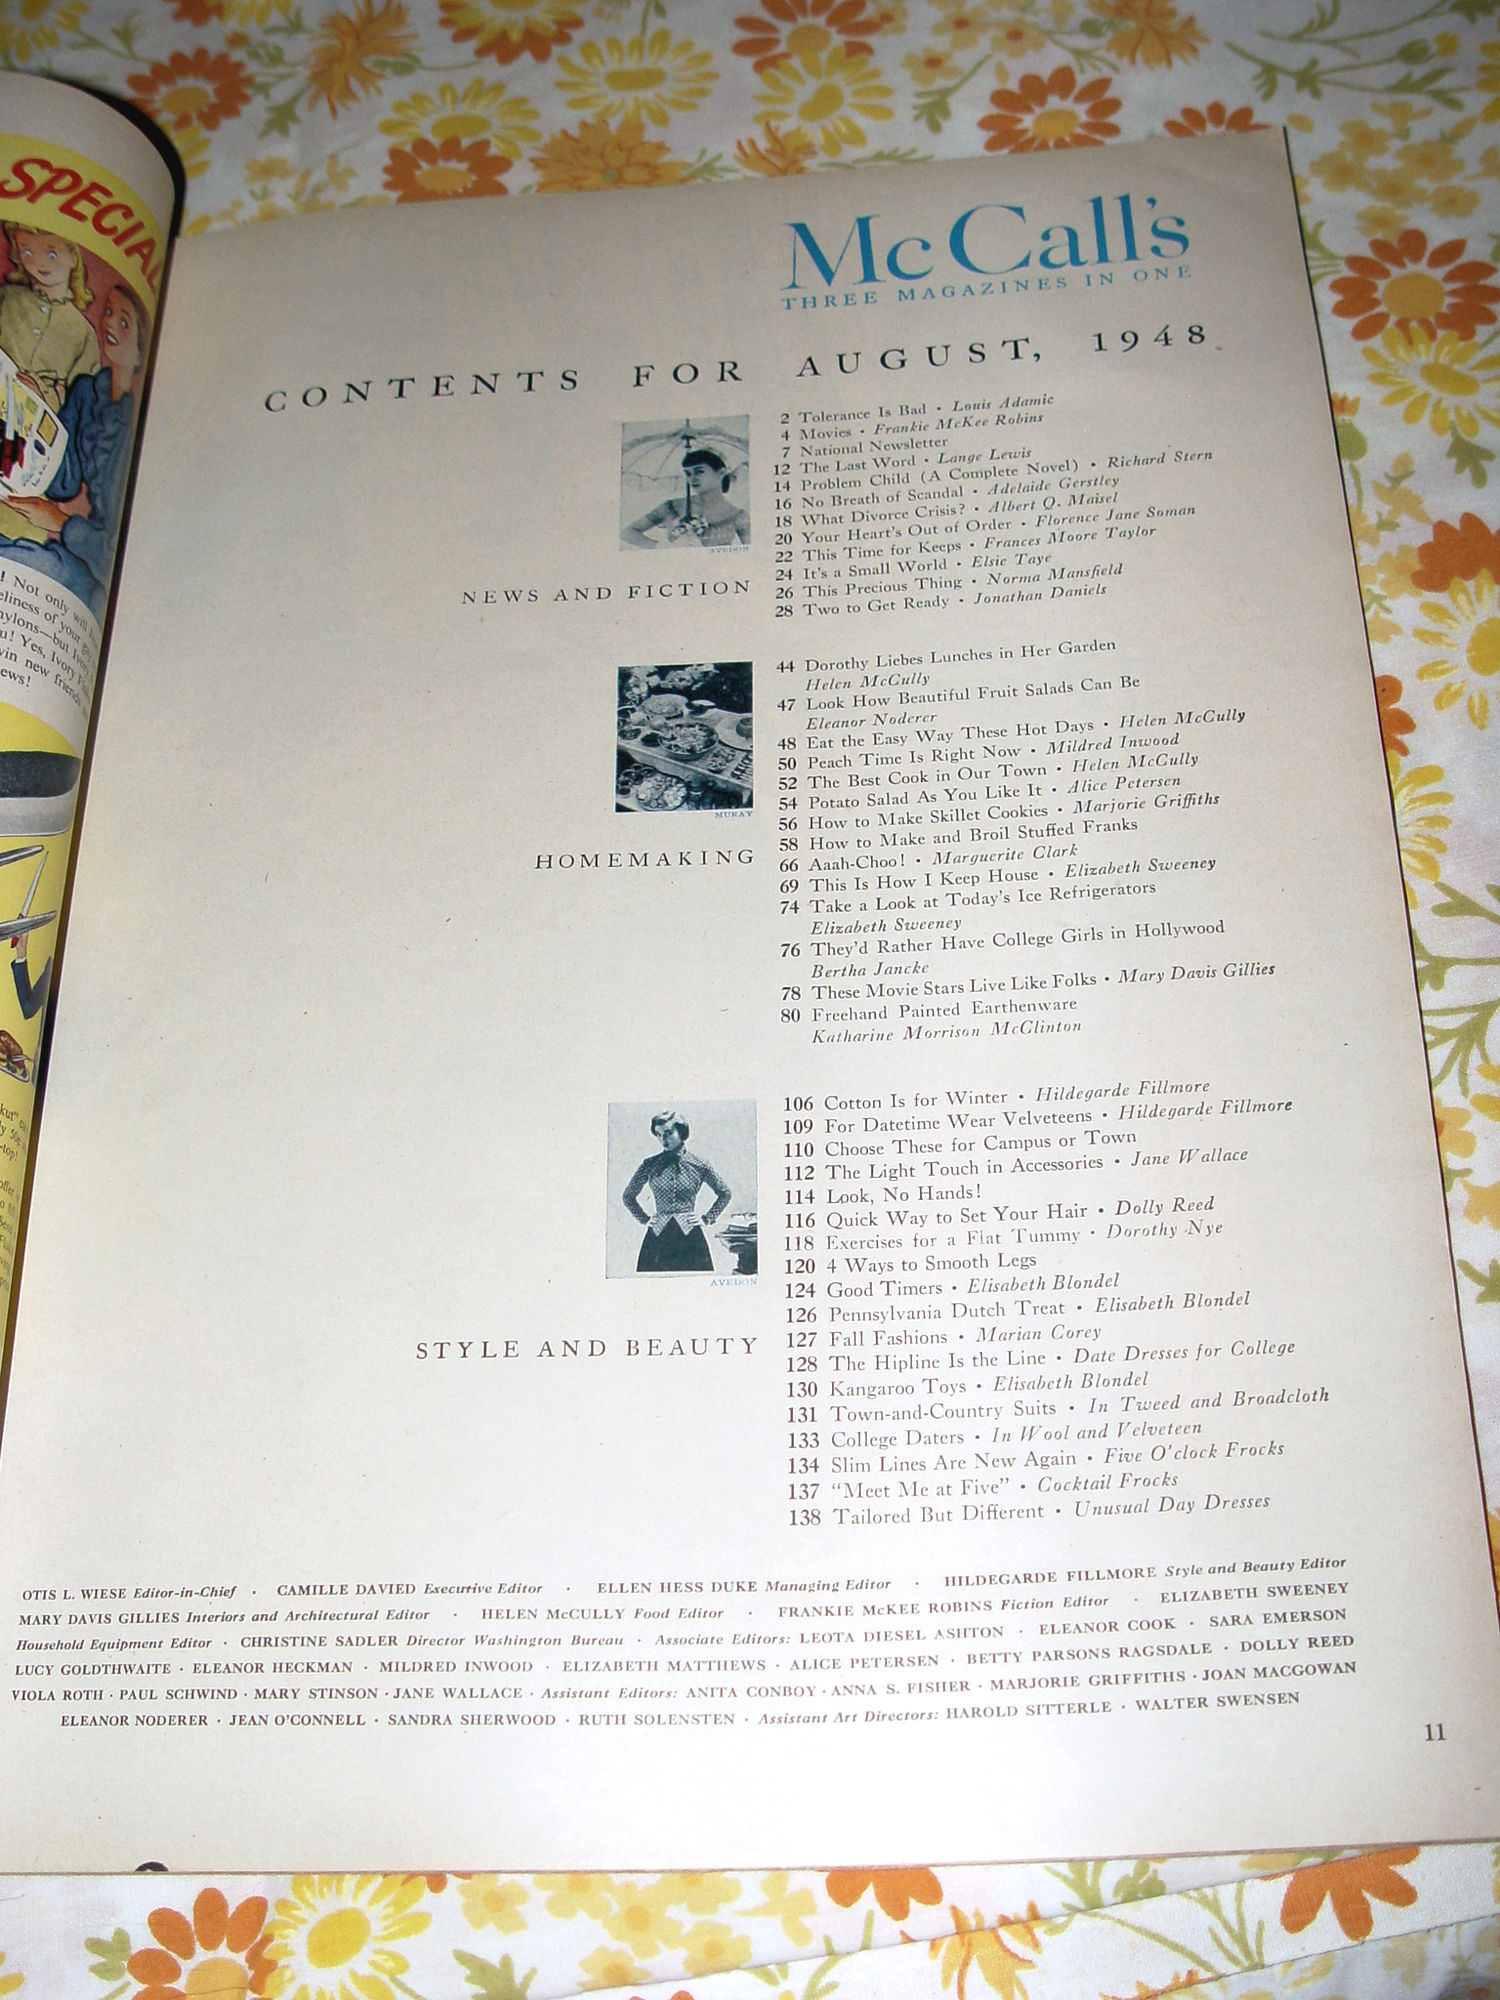 SPECIAL
! Not only will
eliness of your
nylons—but
u! Yes, Ivory
win new friends
ews!
McCall's
THREE MAGAZINES IN ONE
CONTENTS FOR AUGUST, 1948
2 Tolerance Is Bad • Louis Adamic
4 Movies • Frankie McKee Robins
7 National Newsletter
12 The Last Word • Lange Lewis
14 Problem Child (A Complete Novel) • Richard Stern
16 No Breath of Scandal • Adelaide Gerstley
18 What Divorce Crisis? • Albert Q. Maisel
20 Your Heart's Out of Order • Florence Jane Soman
22 This Time for Keeps • Frances Moore Taylor
24 It's a Small World • Elsie Taye
26 This Precious Thing • Norma Mansfield
28 Two to Get Ready • Jonathan Daniels
AVEDON
NEWS AND FICTION
44 Dorothy Liebes Lunches in Her Garden
Helen McCully
47 Look How Beautiful Fruit Salads Can Be
Eleanor Noderer
48 Eat the Easy Way These Hot Days • Helen McCully
50 Peach Time Is Right Now • Mildred Inwood
52 The Best Cook in Our Town • Helen McCully
54 Potato Salad As You Like It • Alice Petersen
56 How to Make Skillet Cookies • Marjorie Griffiths
58 How to Make and Broil Stuffed Franks
66 Aaah-Choo! • Marguerite Clark
69 This Is How I Keep House • Elizabeth Sweeney
74 Take a Look at Today's Ice Refrigerators
Elizabeth Sweeney
76 They'd Rather Have College Girls in Hollywood
Bertha Jancke
78 These Movie Stars Live Like Folks • Mary Davis Gillies
80 Freehand Painted Earthenware
Katharine Morrison McClinton
MURAY
HOMEMAKING
106 Cotton Is for Winter • Hildegarde Fillmore
109 For Datetime Wear Velveteens • Hildegarde Fillmore
110 Choose These for Campus or Town
112 The Light Touch in Accessories • Jane Wallace
114 Look, No Hands!
116 Quick Way to Set Your Hair • Dolly Reed
118 Exercises for a Flat Tummy • Dorothy Nye
120 4 Ways to Smooth Legs
124 Good Timers • Elisabeth Blondel
126 Pennsylvania Dutch Treat • Elisabeth Blondel
127 Fall Fashions • Marian Corey
128 The Hipline Is the Line • Date Dresses for College
130 Kangaroo Toys • Elisabeth Blondel
131 Town-and-Country Suits • In Tweed and Broadcloth
133 College Daters • In Wool and Velveteen
134 Slim Lines Are New Again • Five O'clock Frocks
137 "Meet Me at Five" • Cocktail Frocks
138 Tailored But Different • Unusual Day Dresses
AVEDON
STYLE AND BEAUTY
OTIS L. WIESE Editor-in-Chief • CAMILLE DAVIED Executive Editor • ELLEN HESS DUKE Managing Editor • HILDEGARDE FILLMORE Style and Beauty Editor
MARY DAVIS GILLIES Interiors and Architectural Editor • HELEN McCULLY Food Editor • FRANKIE McKEE ROBINS Fiction Editor • ELIZABETH SWEENEY
Household Equipment Editor • CHRISTINE SADLER Director Washington Bureau • Associate Editors: LEOTA DIESEL ASHTON • ELEANOR COOK • SARA EMERSON
LUCY GOLDTHWAITE • ELEANOR HECKMAN • MILDRED INWOOD • ELIZABETH MATTHEWS • ALICE PETERSEN • BETTY PARSONS RAGSDALE • DOLLY REED
VIOLA ROTH • PAUL SCHWIND • MARY STINSON • JANE WALLACE • Assistant Editors: ANITA CONBOY • ANNA S. FISHER • MARJORIE GRIFFITHS • JOAN MACGOWAN
ELEANOR NODERER • JEAN O'CONNELL • SANDRA SHERWOOD • RUTH SOLENSTEN • Assistant Art Directors: HAROLD SITTERLE • WALTER SWENSEN
11